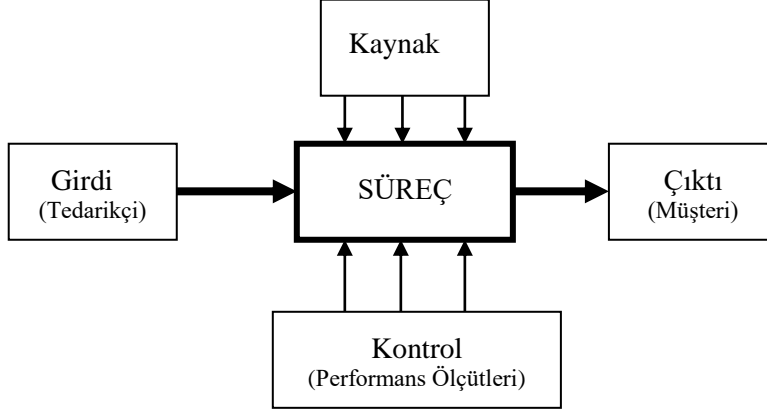 Kaynak
Girdi
(Tedarikçi)
SÜREÇ
Çıktı
(Müşteri)
Kontrol
(Performans Ölçütleri)